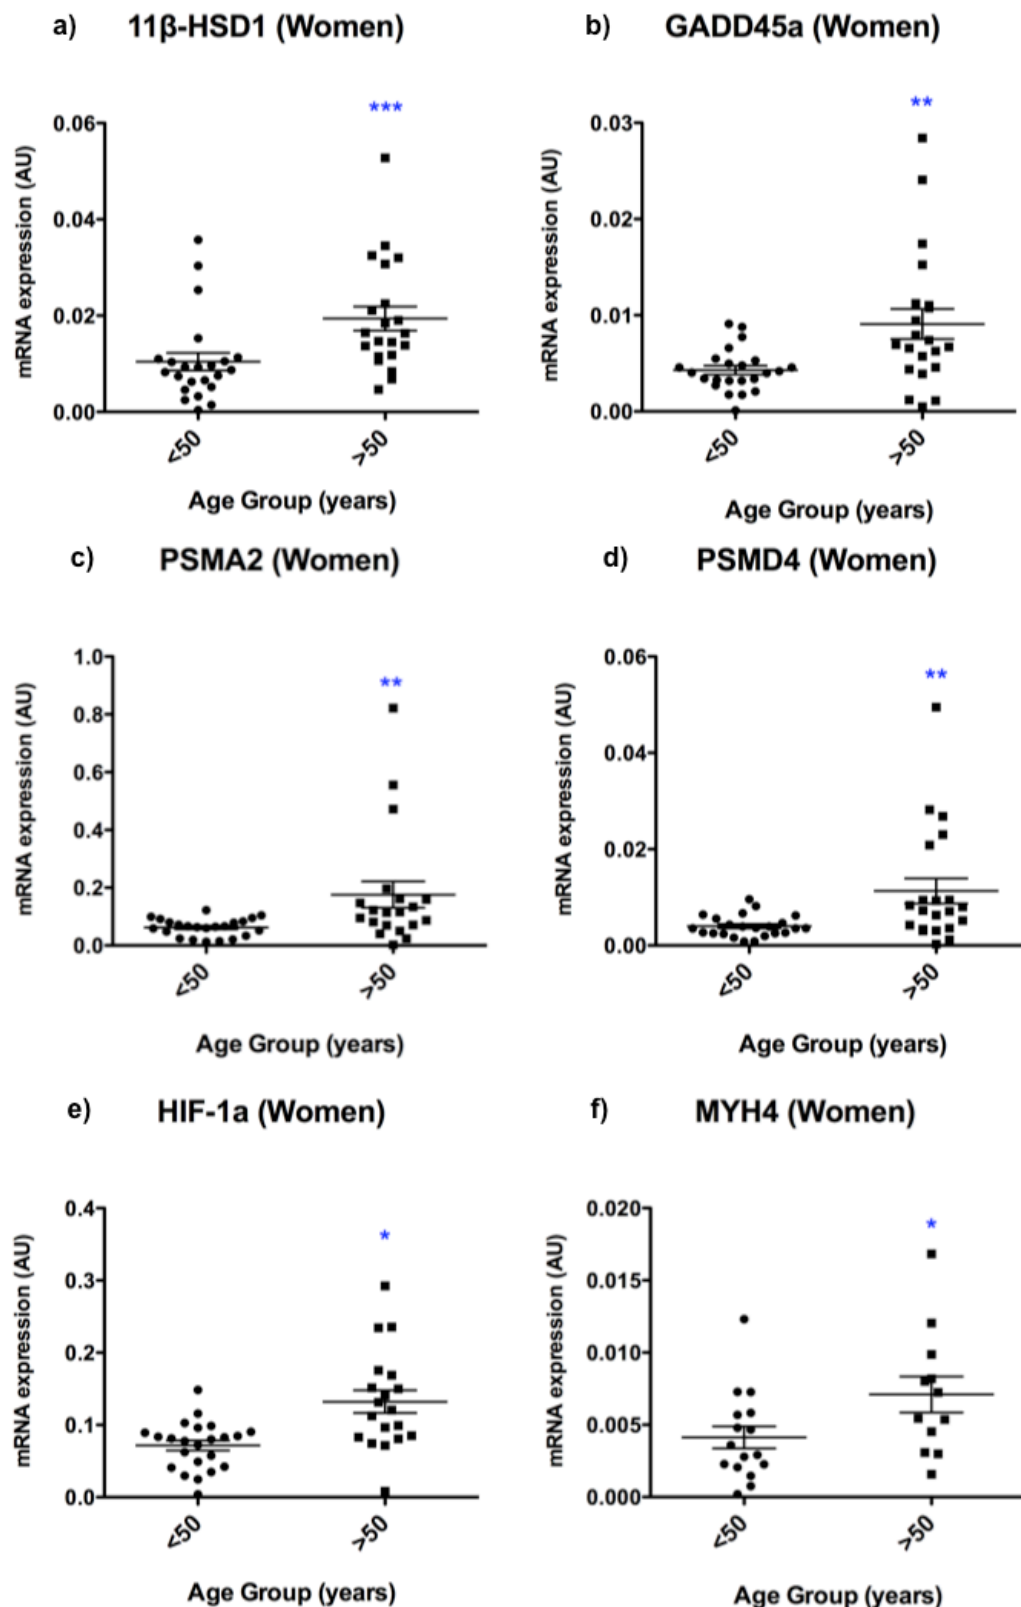 a) 11β-HSD1 (Women)
***
mRNA expression (AU)
0.06
0.04
0.02
0.00
<50
>50
Age Group (years)
b) GADD45a (Women)
**
mRNA expression (AU)
0.03
0.02
0.01
0.00
<50
>50
Age Group (years)
c) PSMA2 (Women)
**
mRNA expression (AU)
1.0
0.8
0.6
0.4
0.2
0.0
<50
>50
Age Group (years)
d) PSMD4 (Women)
**
mRNA expression (AU)
0.06
0.04
0.02
0.00
<50
>50
Age Group (years)
e) HIF-1a (Women)
*
mRNA expression (AU)
0.4
0.3
0.2
0.1
0.0
<50
>50
Age Group (years)
f) MYH4 (Women)
*
mRNA expression (AU)
0.020
0.015
0.010
0.005
0.000
<50
>50
Age Group (years)